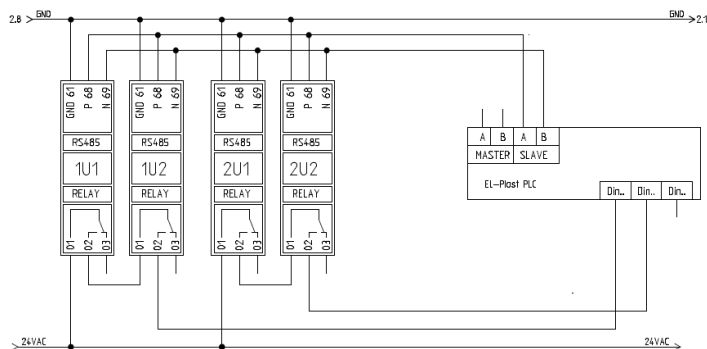 2.8 > GND
GND > 2.1
GND 61 P 68 N 69
GND 61 P 68 N 69
GND 61 P 68 N 69
GND 61 P 68 N 69
RS485 RS485 RS485 RS485
1U1 1U2 2U1 2U2
RELAY RELAY RELAY RELAY
01 02 03
01 02 03
01 02 03
01 02 03
A B A B
MASTER SLAVE
EL-Plast PLC
Din.. Din.. Din..
24VAC
24VAC